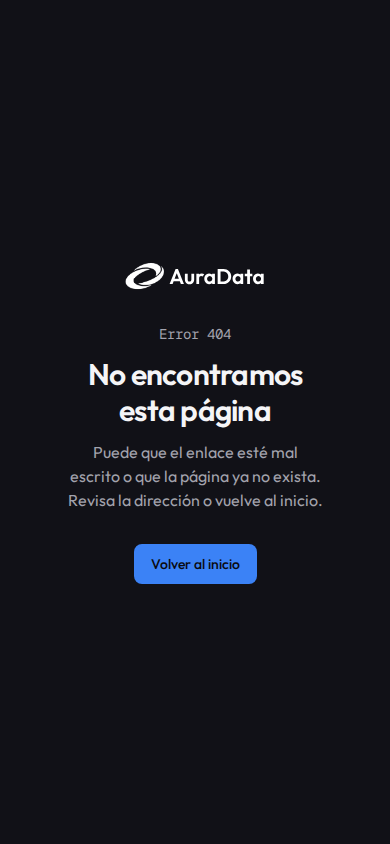 AuraData
Error 404
No encontramos
esta página
Puede que el enlace esté mal
escrito o que la página ya no exista.
Revisa la dirección o vuelve al inicio.
Volver al inicio